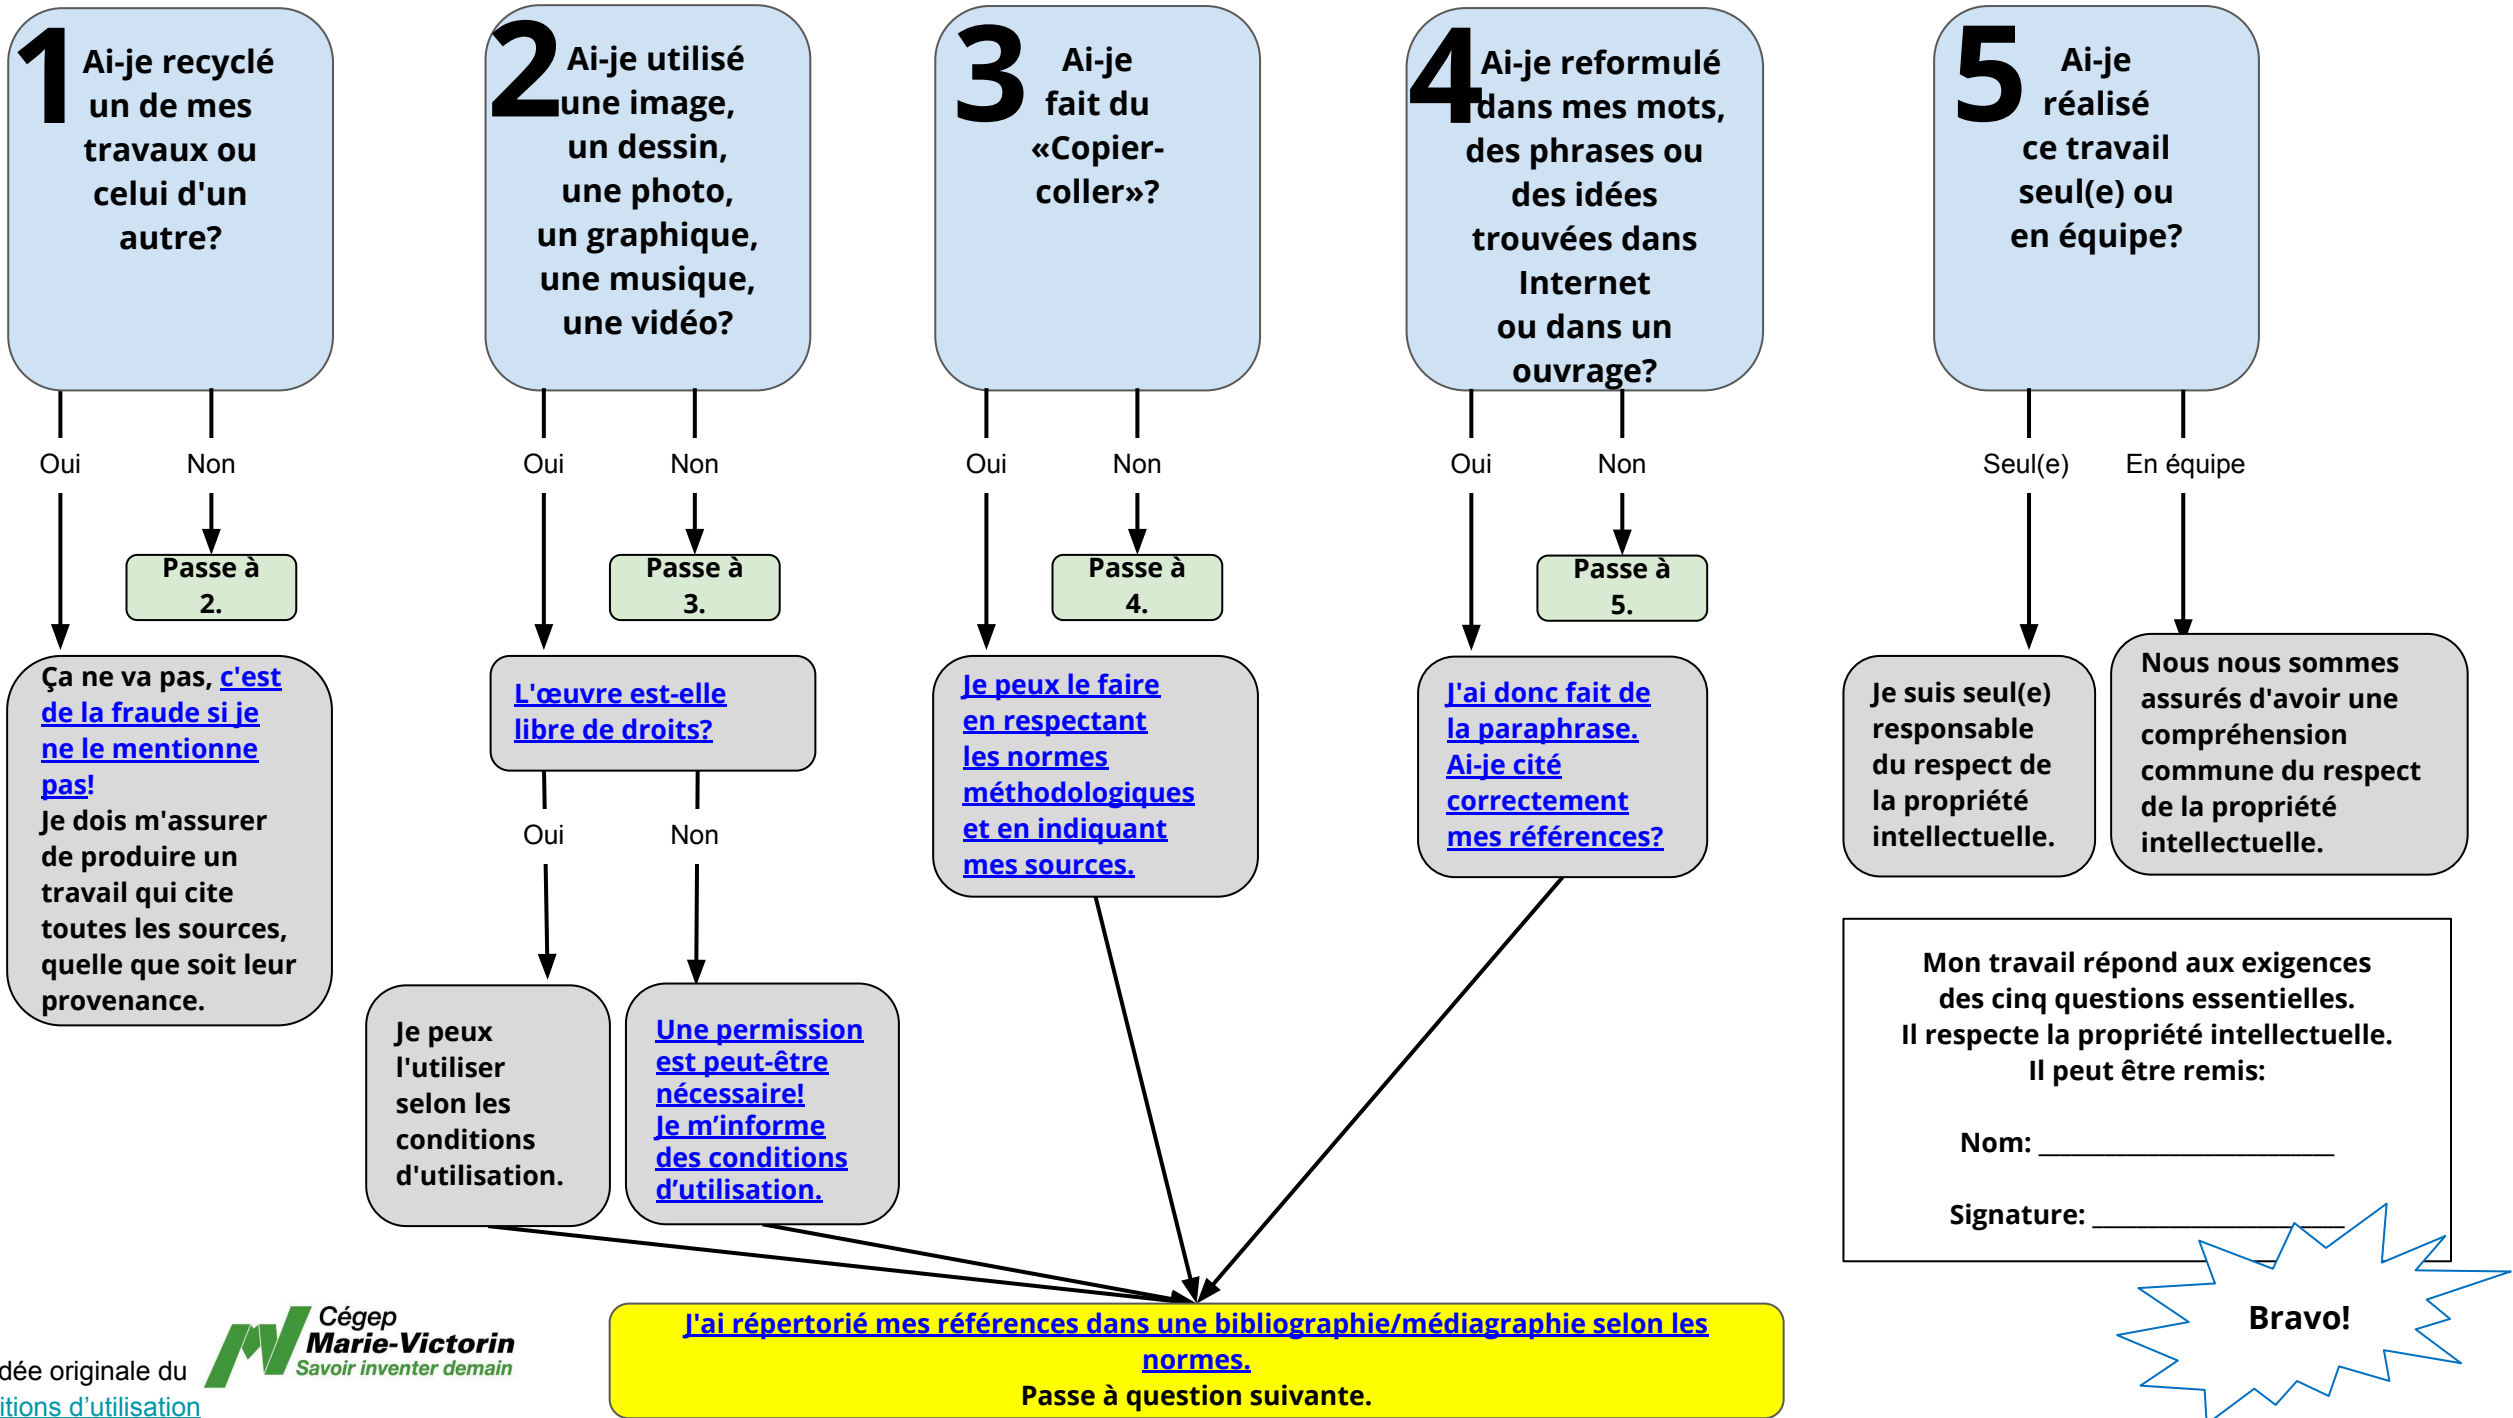 1
Ai-je recyclé
un de mes
travaux ou
celui d'un
autre?
Oui
Non
Passe à
2.
Ça ne va pas, c'est
de la fraude si je
ne le mentionne
pas!
Je dois m'assurer
de produire un
travail qui cite
toutes les sources,
quelle que soit leur
provenance.
2
Ai-je utilisé
une image,
un dessin,
une photo,
un graphique,
une musique,
une vidéo?
Oui
Non
Passe à
3.
L'œuvre est-elle
libre de droits?
Oui
Non
Je peux
l'utiliser
selon les
conditions
d'utilisation.
Une permission
est peut-être
nécessaire!
Je m’informe
des conditions
d’utilisation.
3
Ai-je
fait du
«Copier-
coller»?
Oui
Non
Passe à
4.
Je peux le faire
en respectant
les normes
méthodologiques
et en indiquant
mes sources.
4
Ai-je reformulé
dans mes mots,
des phrases ou
des idées
trouvées dans
Internet
ou dans un
ouvrage?
Oui
Non
Passe à
5.
J'ai donc fait de
la paraphrase.
Ai-je cité
correctement
mes références?
5
Ai-je
réalisé
ce travail
seul(e) ou
en équipe?
Seul(e)
En équipe
Je suis seul(e)
responsable
du respect de
la propriété
intellectuelle.
Nous nous sommes
assurés d'avoir une
compréhension
commune du respect
de la propriété
intellectuelle.
Mon travail répond aux exigences
des cinq questions essentielles.
Il respecte la propriété intellectuelle.
Il peut être remis:
Nom: ______________________
Signature: ___________________
Bravo!
J'ai répertorié mes références dans une bibliographie/médiagraphie selon les
normes.
Passe à question suivante.
dée originale du
Cégep
Marie-Victorin
Savoir inventer demain
itions d’utilisation